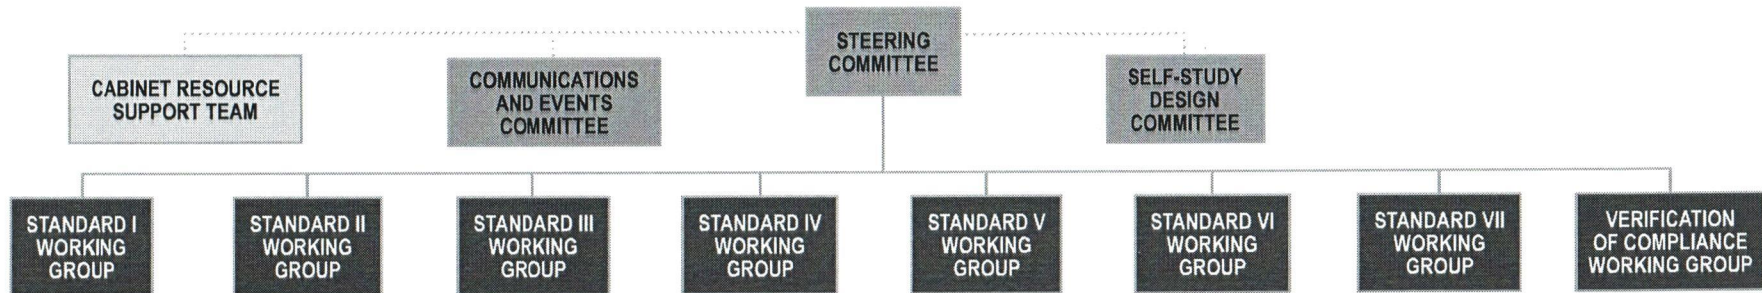 STEERING
COMMITTEE
CABINET RESOURCE
SUPPORT TEAM
COMMUNICATIONS
AND EVENTS
COMMITTEE
SELF-STUDY
DESIGN
COMMITTEE
STANDARD I
WORKING
GROUP
STANDARD II
WORKING
GROUP
STANDARD III
WORKING
GROUP
STANDARD IV
WORKING
GROUP
STANDARD V
WORKING
GROUP
STANDARD VI
WORKING
GROUP
STANDARD VII
WORKING
GROUP
VERIFICATION
OF COMPLIANCE
WORKING GROUP